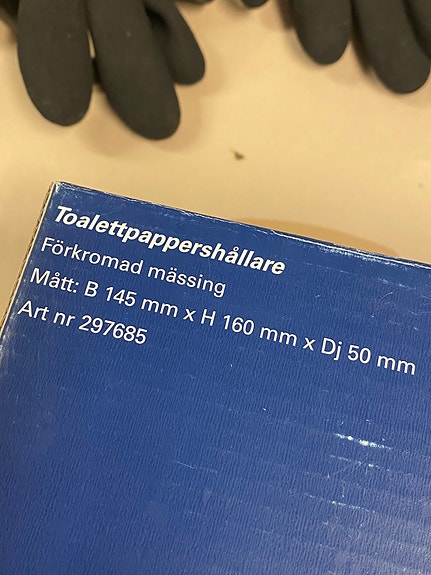 Toalettpappershållare
Förkromad mässing
Mått: B 145 mm x H 160 mm x Dj 50 mm
Art nr 297685